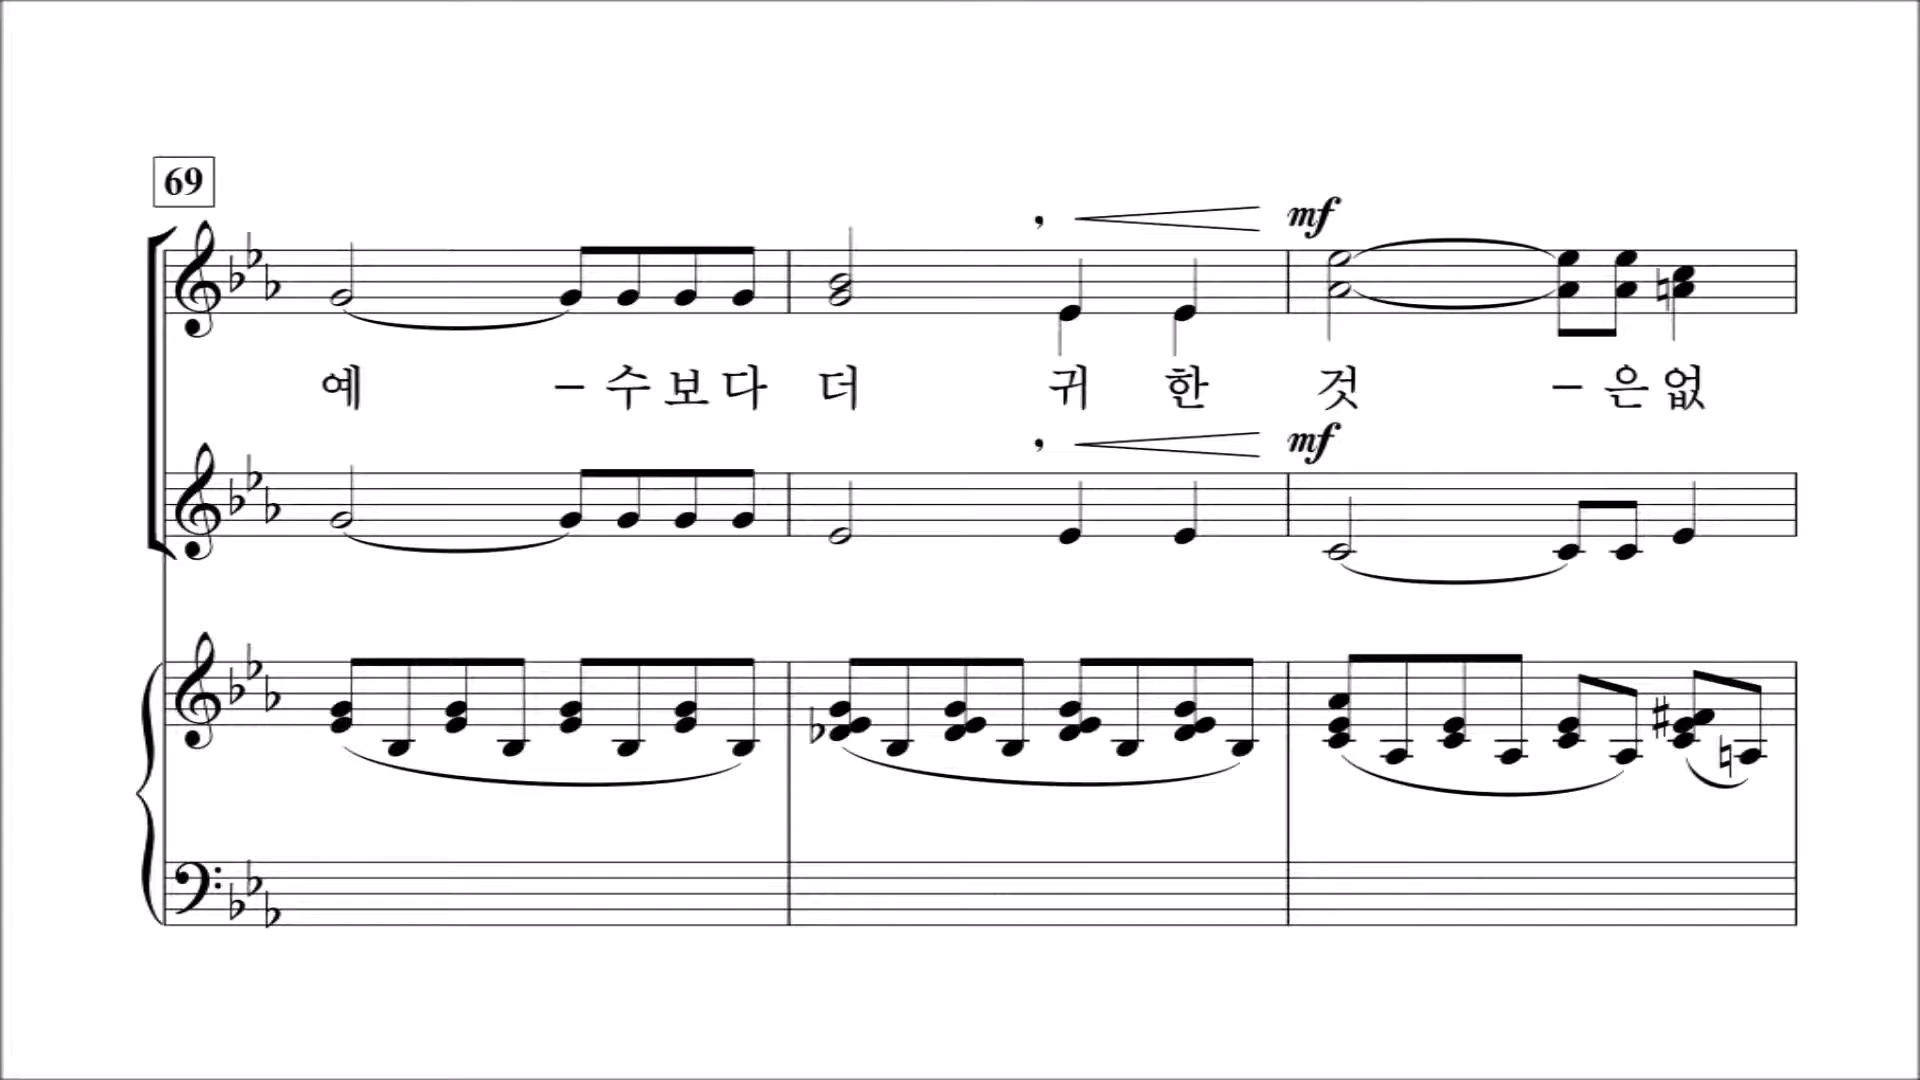 69
mf
예 - 수 보 다 더 귀 한 것 - 은 없
mf